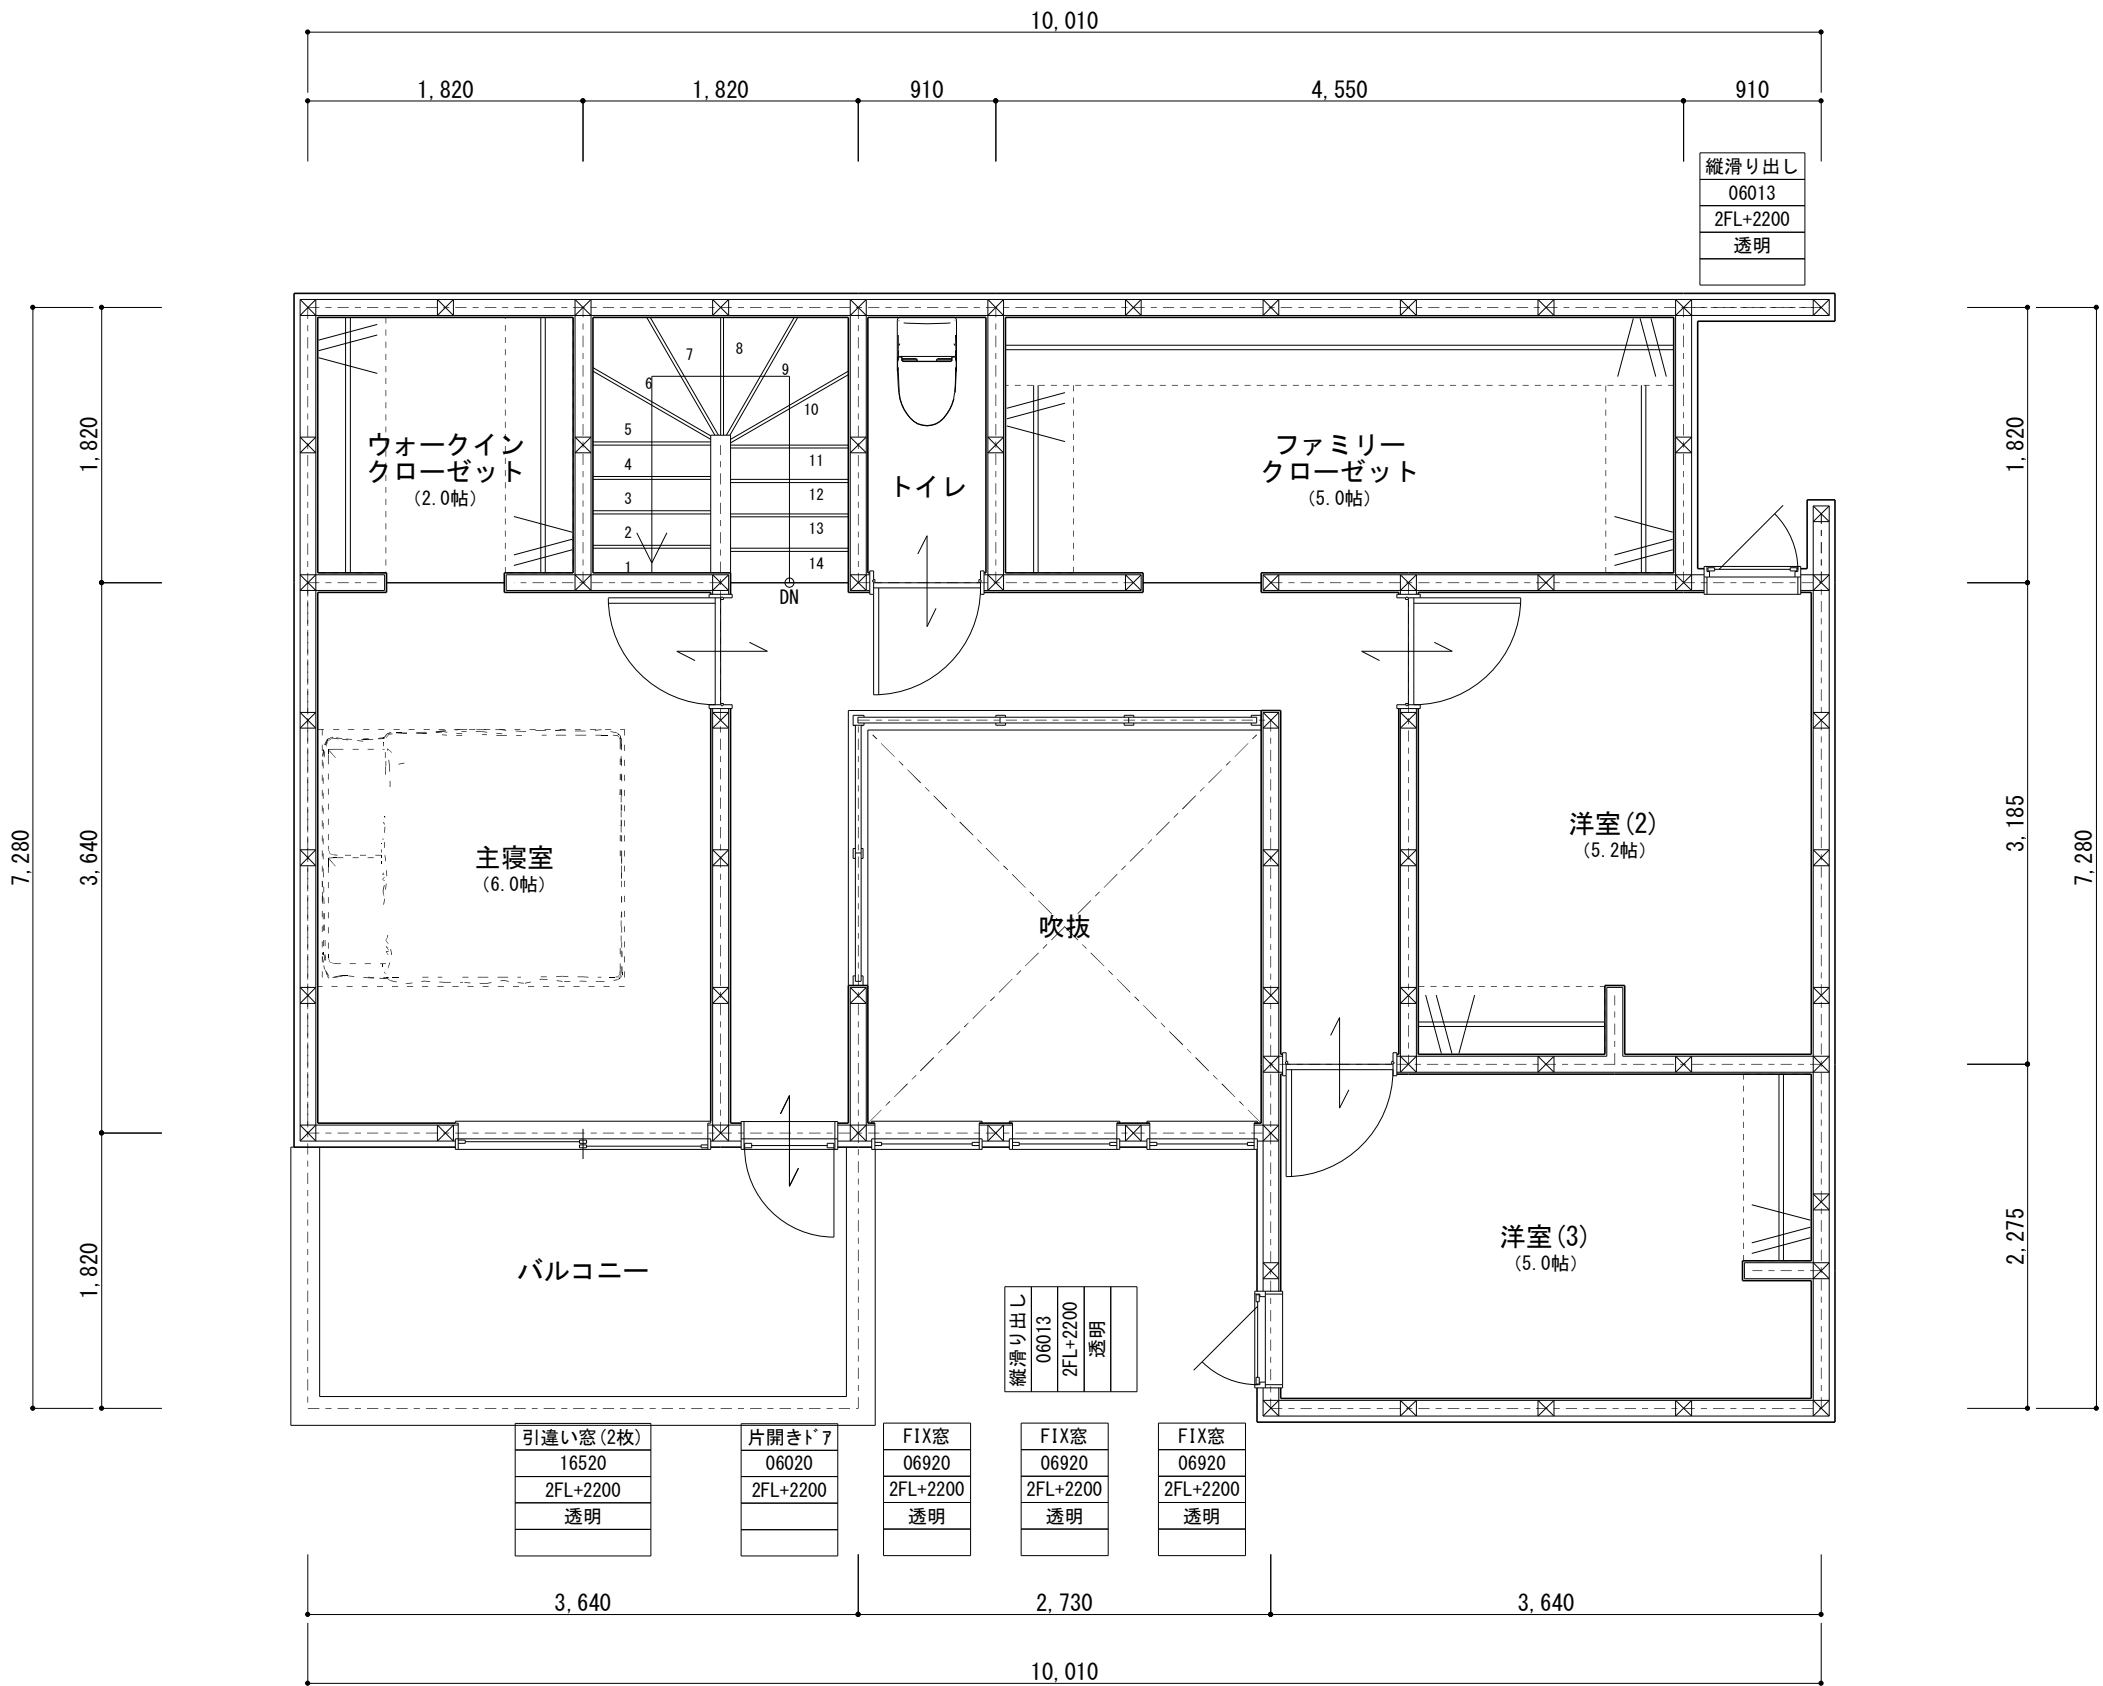 10,010
1,820
1,820
910
4,550
910
縦滑り出し
06013
2FL+2200
透明
7,280
1,820
3,640
1,820
ウォークイン
クローゼット
(2.0帖)
1
2
3
4
5
6
7
8
9
10
11
12
13
14
DN
トイレ
ファミリー
クローゼット
(5.0帖)
主寝室
(6.0帖)
吹抜
洋室(2)
(5.2帖)
洋室(3)
(5.0帖)
バルコニー
1,820
3,185
2,275
7,280
縦滑り出し
06013
2FL+2200
透明
引違い窓(2枚)
16520
2FL+2200
透明
片開きﾄﾞｱ
06020
2FL+2200
FIX窓
06920
2FL+2200
透明
FIX窓
06920
2FL+2200
透明
FIX窓
06920
2FL+2200
透明
3,640
2,730
3,640
10,010